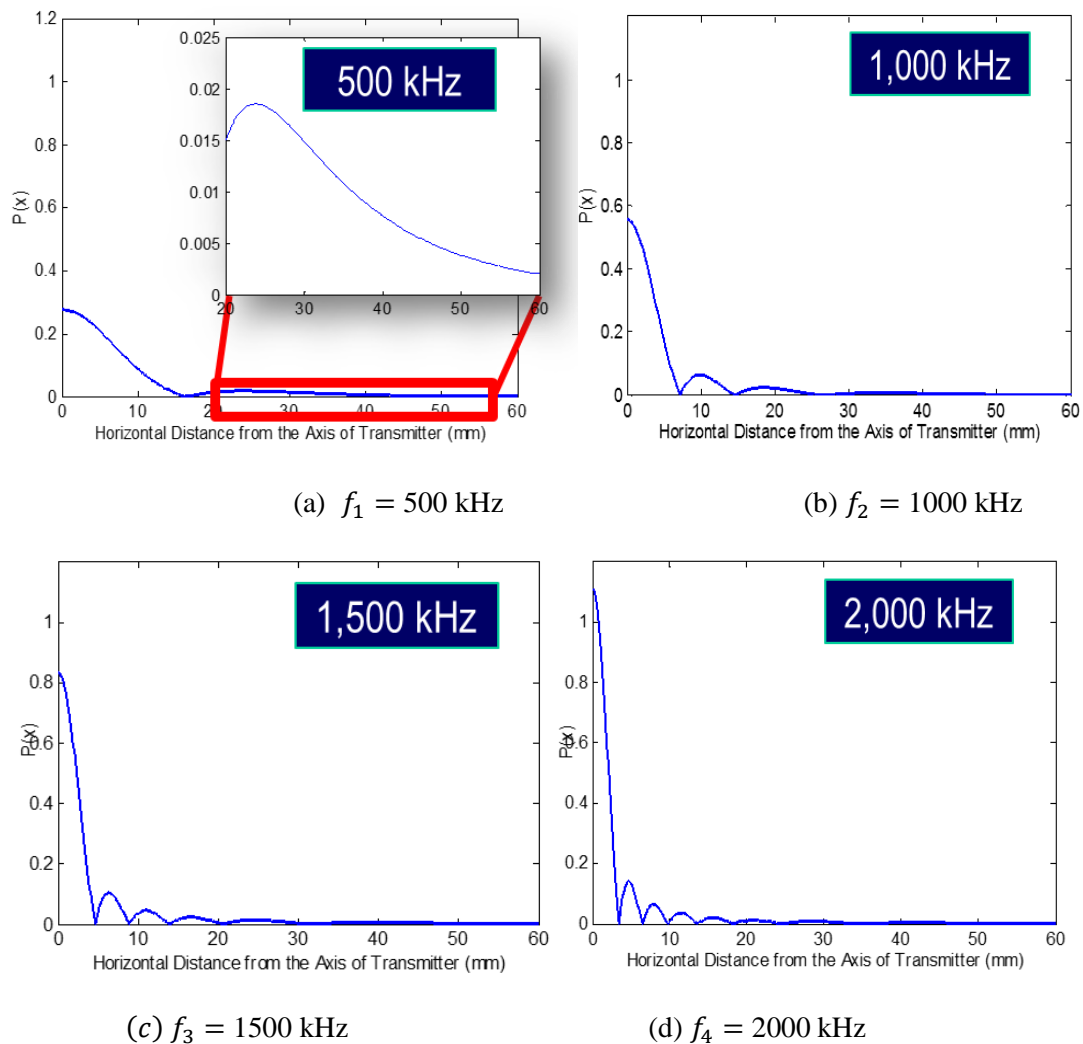 1.2
1
0.8
0.6
0.4
0.2
0
P(x)
0 10 20 30 40 50 60
Horizontal Distance from the Axis of Transmitter (mm)
0.025
0.02
0.015
0.01
0.005
0
20 30 40 50 60
500 kHz
(a) 𝑓₁ = 500 kHz
1
0.8
0.6
0.4
0.2
0
P(x)
0 10 20 30 40 50 60
Horizontal Distance from the Axis of Transmitter (mm)
1,000 kHz
(b) 𝑓₂ = 1000 kHz
1
0.8
0.6
0.4
0.2
0
P(x)
0 10 20 30 40 50 60
Horizontal Distance from the Axis of Transmitter (mm)
1,500 kHz
(𝑐) 𝑓₃ = 1500 kHz
1
0.8
0.6
0.4
0.2
0
P(x)
0 10 20 30 40 50 60
Horizontal Distance from the Axis of Transmitter (mm)
2,000 kHz
(d) 𝑓₄ = 2000 kHz